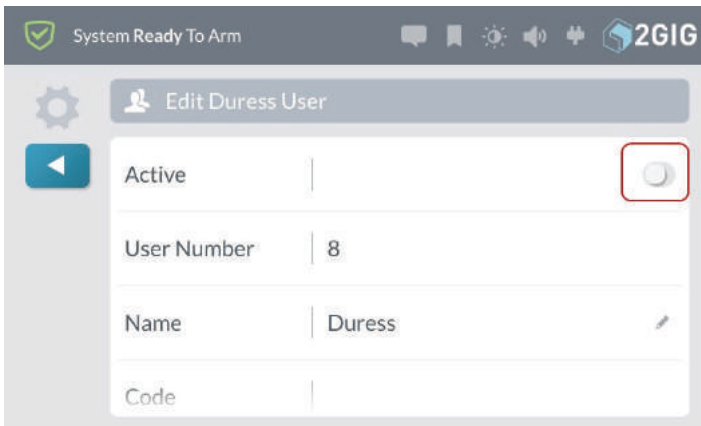 System Ready To Arm
2GIG
Edit Duress User
Active
User Number 8
Name Duress
Code